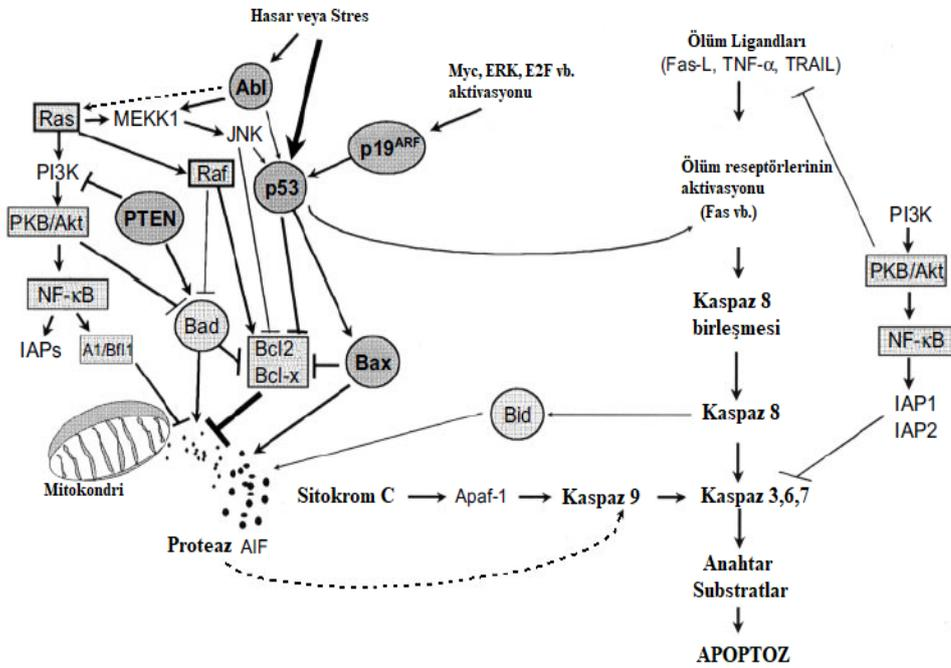 Hasar veya Stres
Ölüm Ligandları
(Fas-L, TNF-α, TRAIL)
Myc, ERK, E2F vb.
aktivasyonu
Abl
Ras
MEKK1
JNK
p19ARF
PI3K
Raf
p53
Ölüm reseptörlerinin
aktivasyonu
(Fas vb.)
PTEN
PKB/Akt
PI3K
PKB/Akt
NF-κB
Bad
Kaspaz 8
birleşmesi
IAPs
A1/Bfl1
Bcl2
Bcl-x
Bax
NF-κB
Bid
Kaspaz 8
IAP1
IAP2
Mitokondri
Sitokrom C
Apaf-1
Kaspaz 9
Kaspaz 3,6,7
Proteaz AIF
Anahtar
Substratlar
APOPTOZ